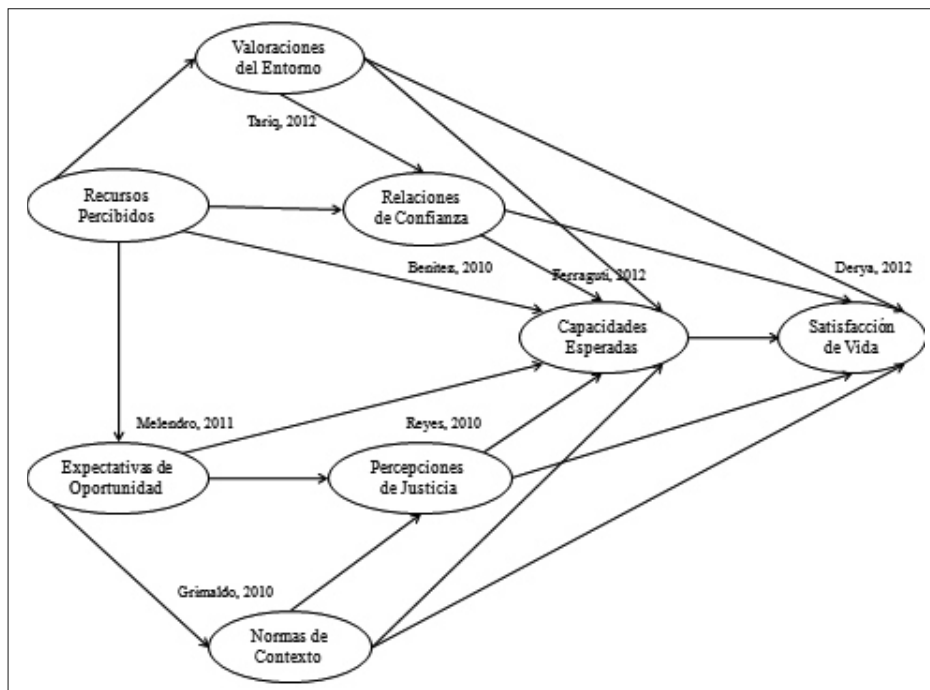 Valoraciones
del Entorno
Tariq, 2012
Recursos
Percibidos
Relaciones
de Confianza
Benitez, 2010
Ferraguti, 2012
Derya, 2012
Capacidades
Esperadas
Satisfacción
de Vida
Melendro, 2011
Reyes, 2010
Expectativas de
Oportunidad
Percepciones
de Justicia
Grimaldo, 2010
Normas de
Contexto